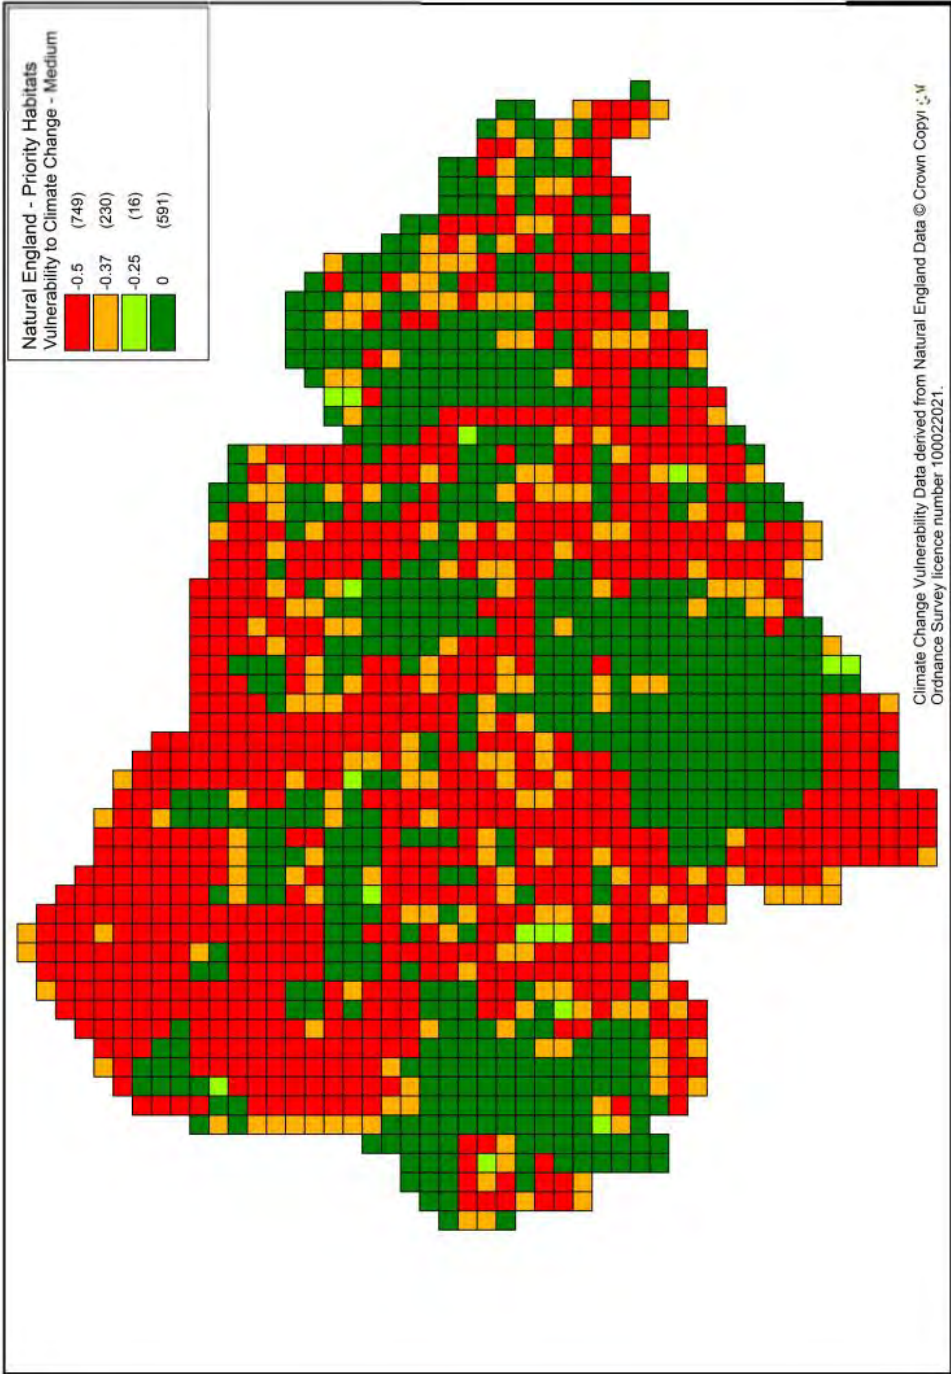 Natural England - Priority Habitats
Vulnerability to Climate Change - Medium
-0.5 (749)
-0.37 (230)
-0.25 (16)
0 (591)
Climate Change Vulnerability Data derived from Natural England Data © Crown
Ordnance Survey licence number 100022021.